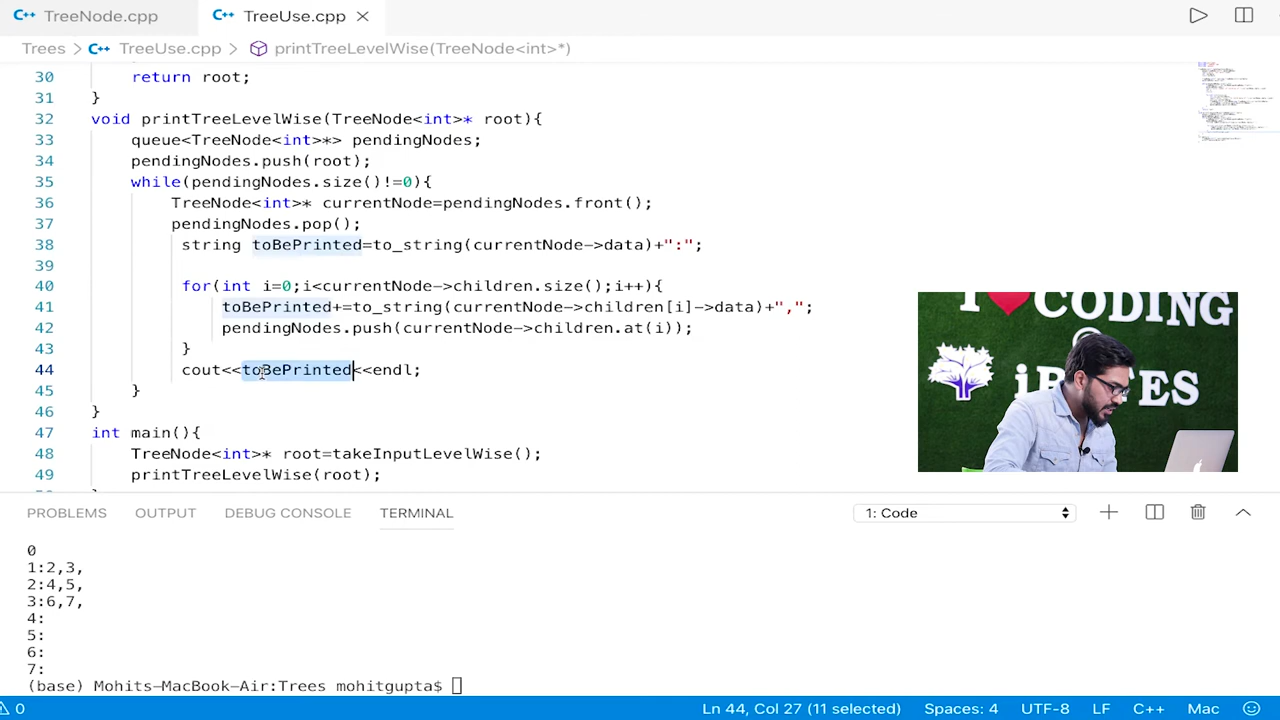 TreeNode.cpp
TreeUse.cpp
Trees > TreeUse.cpp > printTreeLevelWise(TreeNode<int>*)
30 return root;
31 }
32 void printTreeLevelWise(TreeNode<int>* root){
33 queue<TreeNode<int>*> pendingNodes;
34 pendingNodes.push(root);
35 while(pendingNodes.size()!=0){
36 TreeNode<int>* currentNode=pendingNodes.front();
37 pendingNodes.pop();
38 string toBePrinted=to_string(currentNode->data)+":";
39
40 for(int i=0;i<currentNode->children.size();i++){
41 toBePrinted+=to_string(currentNode->children[i]->data)+",";
42 pendingNodes.push(currentNode->children.at(i));
43 }
44 cout<<toBePrinted<<endl;
45 }
46 }
47 int main(){
48 TreeNode<int>* root=takeInputLevelWise();
49 printTreeLevelWise(root);
I CODING
@
iBYTES
PROBLEMS OUTPUT DEBUG CONSOLE TERMINAL
1: Code
0
1:2,3,
2:4,5,
3:6,7,
4:
5:
6:
7:
(base) Mohits-MacBook-Air:Trees mohitgupta$
0 Ln 44, Col 27 (11 selected) Spaces: 4 UTF-8 LF C++ Mac